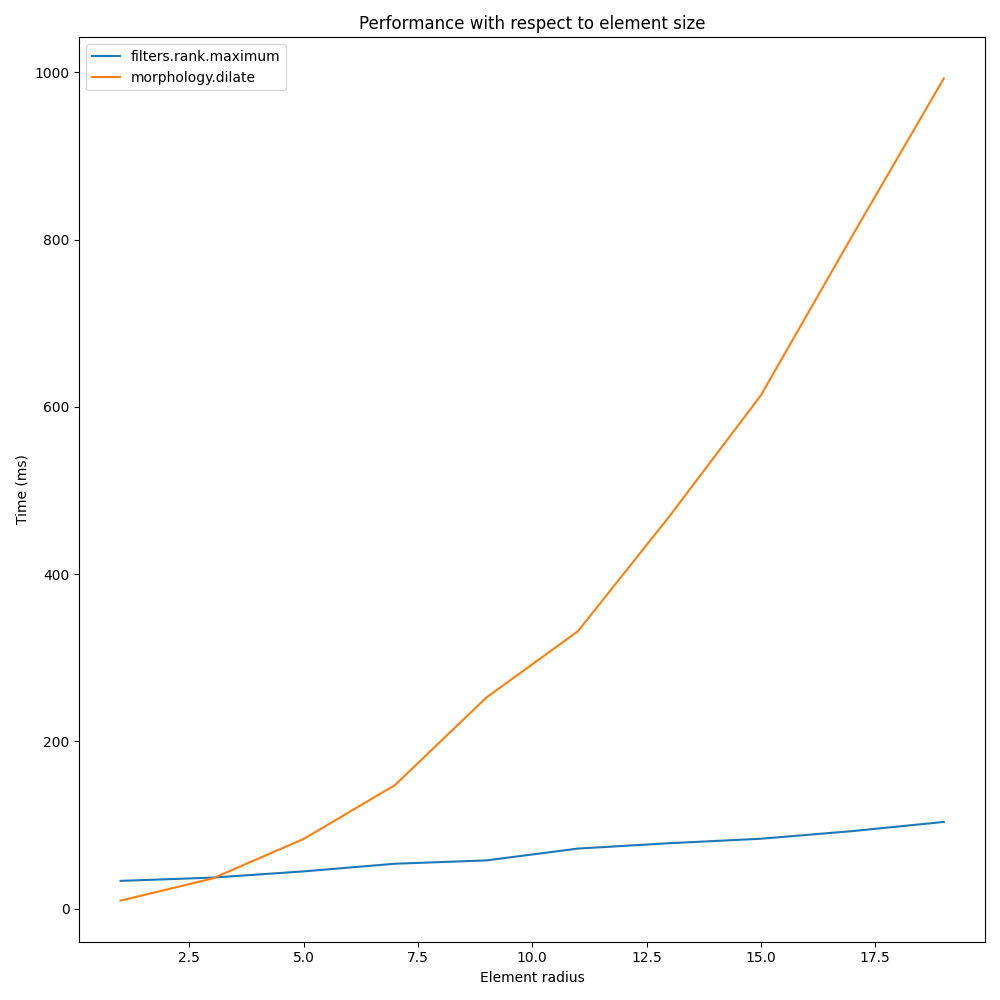 Performance with respect to element size
filters.rank.maximum
morphology.dilate
1000
800
600
400
200
0
Time (ms)
2.5 5.0 7.5 10.0 12.5 15.0 17.5
Element radius